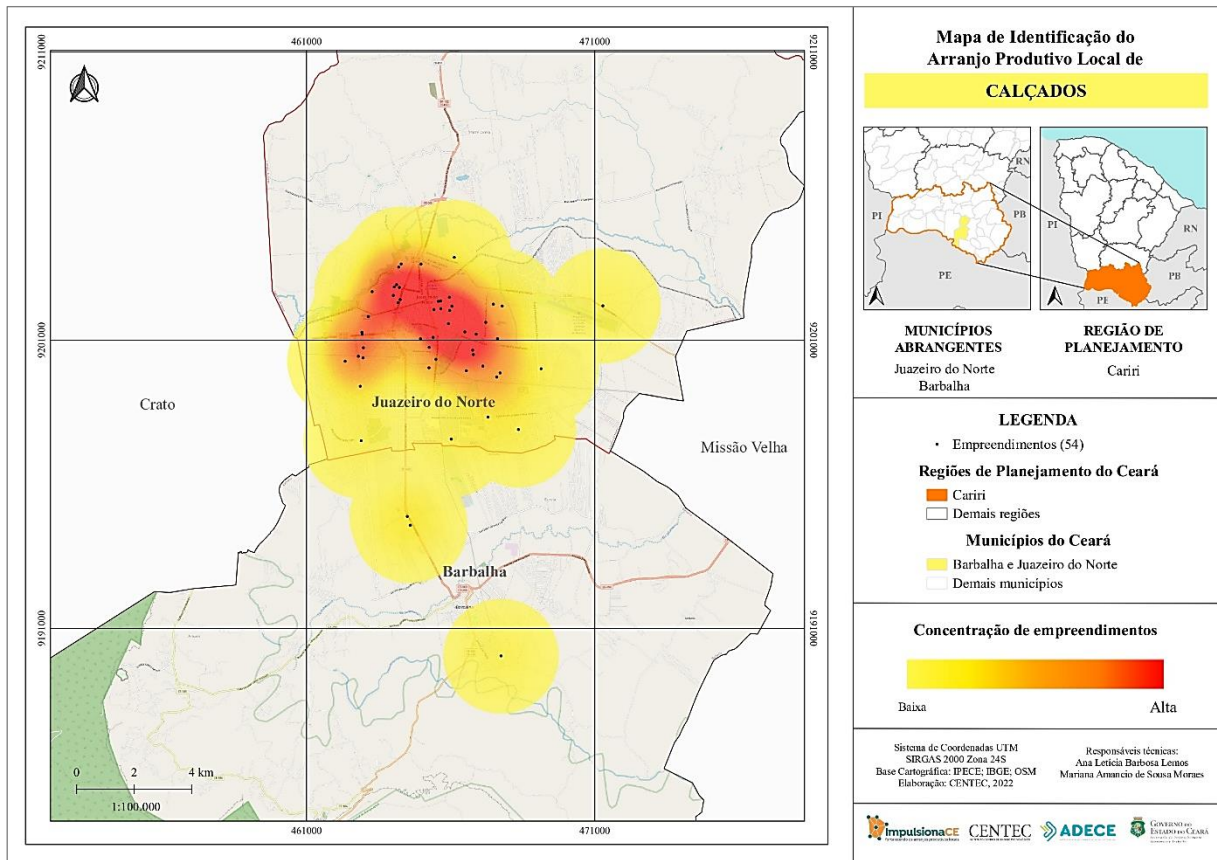 461000
471000
9211000
9211000
9201000
9201000
9191000
9191000
461000
471000
Crato
Juazeiro do Norte
Missão Velha
Barbalha
0 2 4 km
1:100.000
Mapa de Identificação do
Arranjo Produtivo Local de
CALÇADOS
PI
RN
PB
PE
PI
RN
PB
PE
MUNICÍPIOS
ABRANGENTES
Juazeiro do Norte
Barbalha
REGIÃO DE
PLANEJAMENTO
Cariri
LEGENDA
Empreendimentos (54)
Regiões de Planejamento do Ceará
Cariri
Demais regiões
Municípios do Ceará
Barbalha e Juazeiro do Norte
Demais municípios
Concentração de empreendimentos
Baixa
Alta
Sistema de Coordenadas UTM
SIRGAS 2000 Zona 24S
Base Cartográfica: IPECE; IBGE; OSM
Elaboração: CENTEC, 2022
Responsáveis técnicas:
Ana Letícia Barbosa Lemos
Mariana Amancio de Sousa Moraes
ImpulsionaCE
CENTEC
ADECE
GOVERNO DO
ESTADO DO CEARÁ